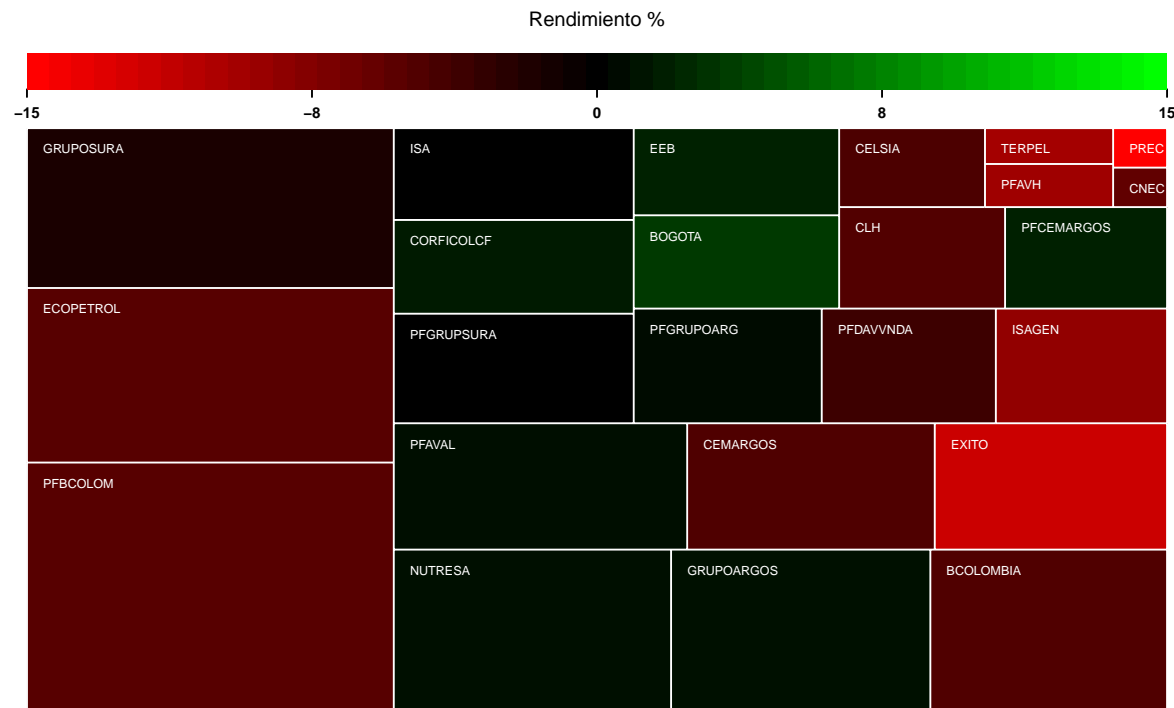 Rendimiento %
−15 −8 0 8 15
GRUPOSURA
ISA
EEB
CELSIA
TERPEL
PREC
PFAVH
CNEC
CORFICOLCF
BOGOTA
CLH
PFCEMARGOS
ECOPETROL
PFGRUPSURA
PFGRUPOARG
PFDAVVNDA
ISAGEN
PFAVAL
CEMARGOS
EXITO
PFBCOLOM
NUTRESA
GRUPOARGOS
BCOLOMBIA